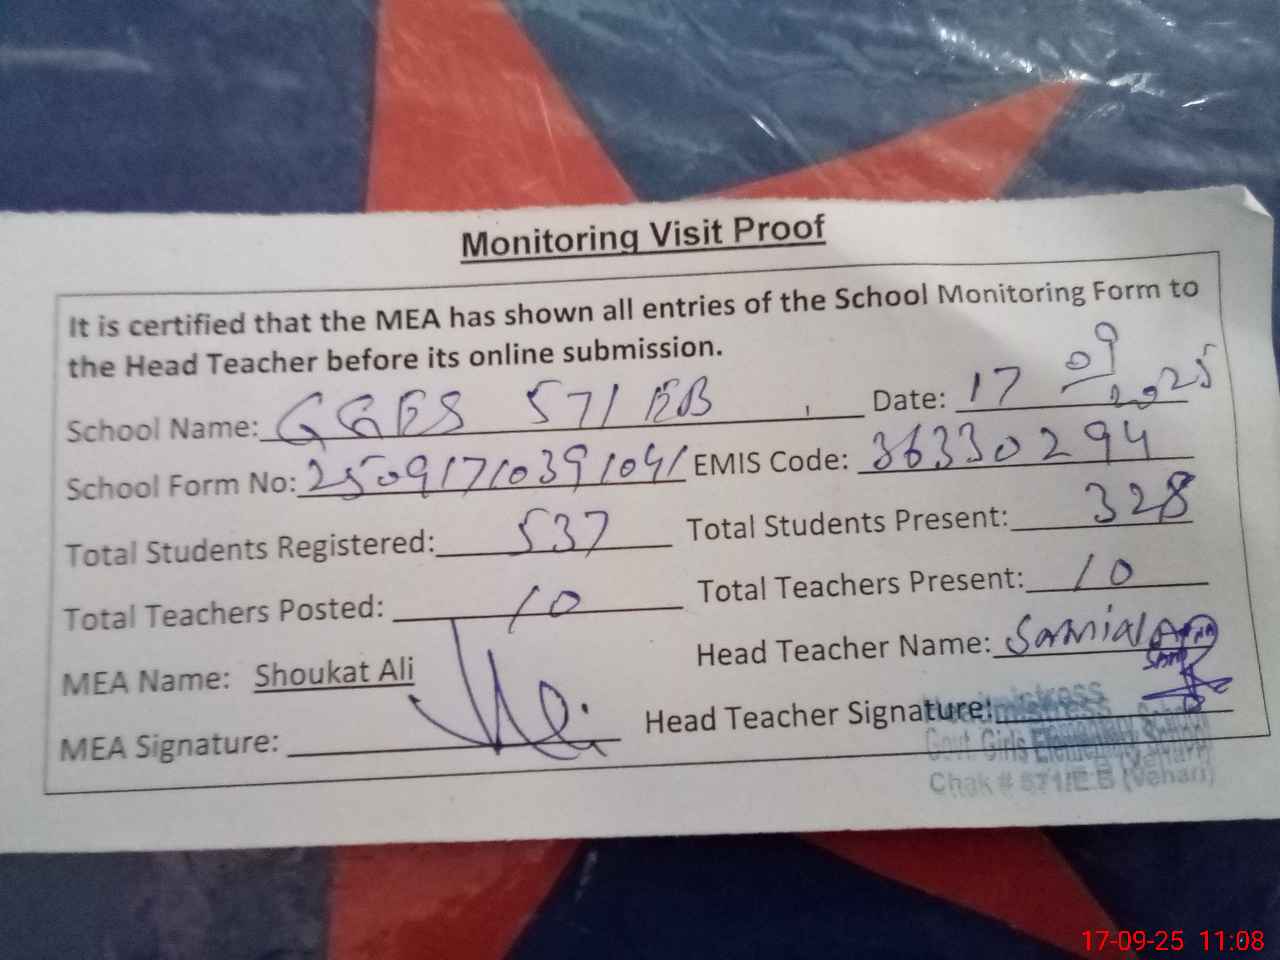 Monitoring Visit Proof
It is certified that the MEA has shown all entries of the School Monitoring Form to
the Head Teacher before its online submission.
School Name: GGES 571 EB Date: 17 09 2025
School Form No: 25091710391041 EMIS Code: 36330294
Total Students Registered: 537 Total Students Present: 328
Total Teachers Posted: 10 Total Teachers Present: 10
MEA Name: Shoukat Ali Head Teacher Name: Samia
MEA Signature: Head Teacher Signature:
Headmistress
Govt. Girls Elementary School
Chak # 571/E.B (Vehari)
17-09-25 11:08